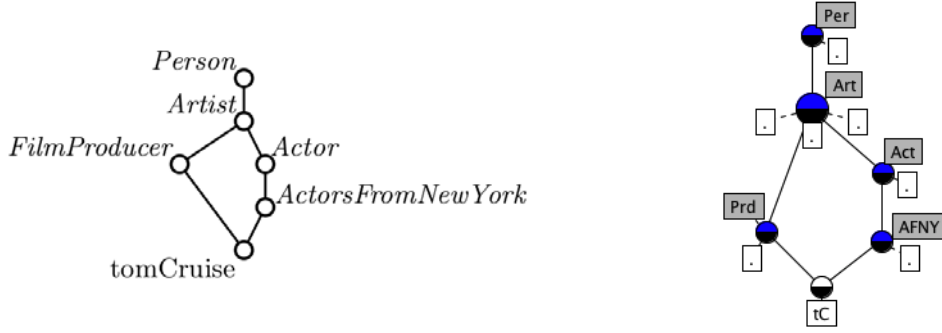 Person
Artist
FilmProducer
Actor
ActorsFromNewYork
tomCruise
Per
.
Art
.
.
.
Act
.
Prd
AFNY
.
.
tC